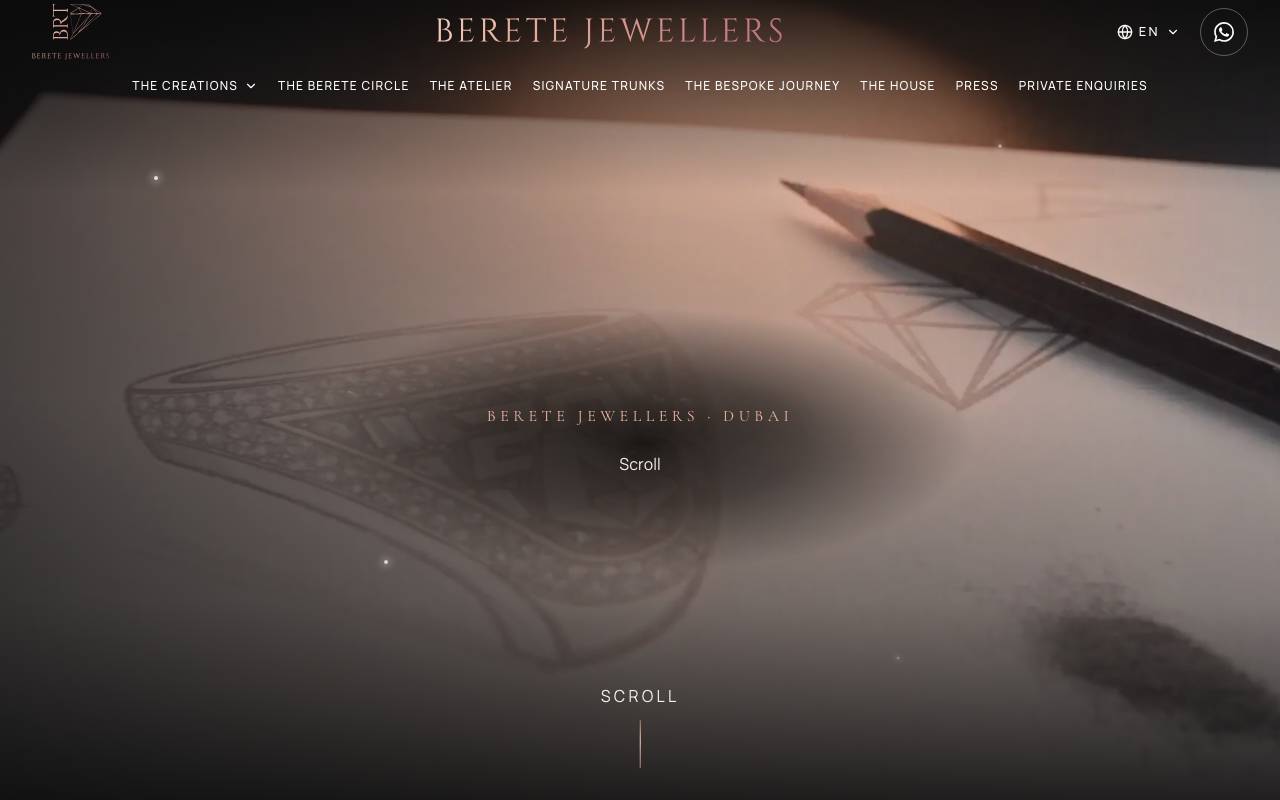 BRT
BERETE JEWELLERS
BERETE JEWELLERS
EN
THE CREATIONS
THE BERETE CIRCLE
THE ATELIER
SIGNATURE TRUNKS
THE BESPOKE JOURNEY
THE HOUSE
PRESS
PRIVATE ENQUIRIES
BERETE JEWELLERS · DUBAI
Scroll
SCROLL